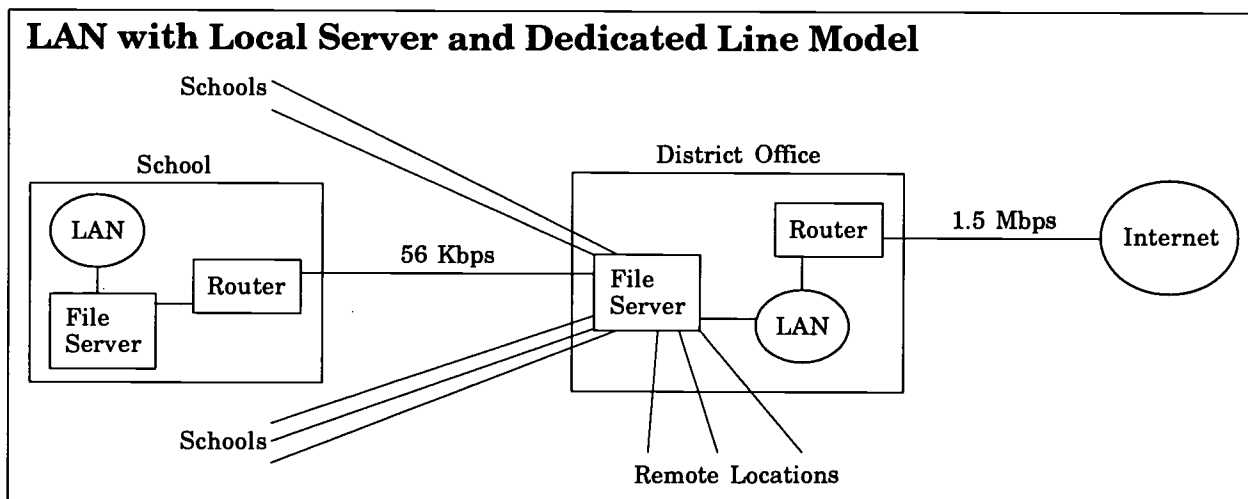 LAN with Local Server and Dedicated Line Model
Schools
School
District Office
LAN
Router
1.5 Mbps
Internet
56 Kbps
Router
File
Server
File
Server
LAN
Schools
Remote Locations